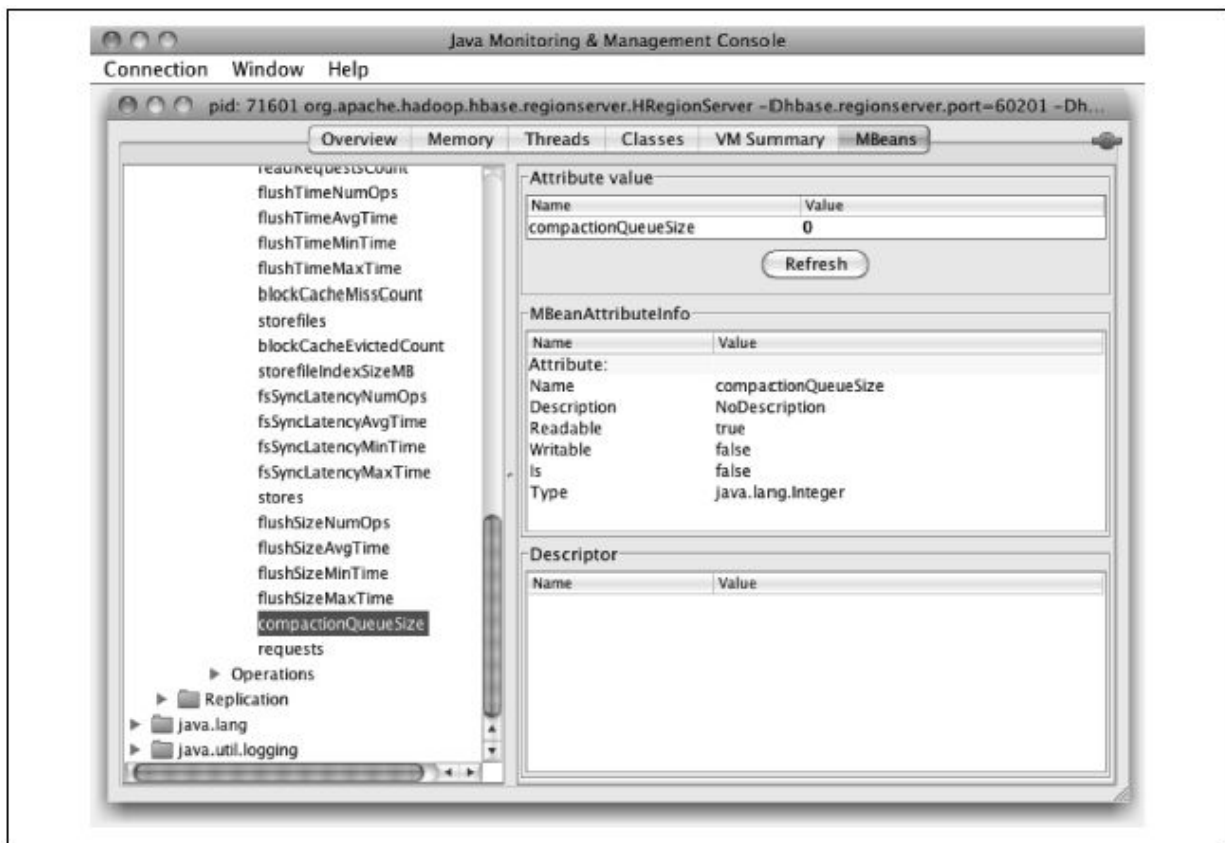 Java Monitoring & Management Console
Connection Window Help
pid: 71601 org.apache.hadoop.hbase.regionserver.HRegionServer -Dhbase.regionserver.port=60201 -Dh...
Overview Memory Threads Classes VM Summary MBeans
readRequestsCount
flushTimeNumOps
flushTimeAvgTime
flushTimeMinTime
flushTimeMaxTime
blockCacheMissCount
storefiles
blockCacheEvictedCount
storefileIndexSizeMB
fsSyncLatencyNumOps
fsSyncLatencyAvgTime
fsSyncLatencyMinTime
fsSyncLatencyMaxTime
stores
flushSizeNumOps
flushSizeAvgTime
flushSizeMinTime
flushSizeMaxTime
compactionQueueSize
requests
Operations
Replication
java.lang
java.util.logging
Attribute value
Name Value
compactionQueueSize 0
Refresh
MBeanAttributeInfo
Name Value
Attribute:
Name compactionQueueSize
Description NoDescription
Readable true
Writable false
Is false
Type java.lang.Integer
Descriptor
Name Value